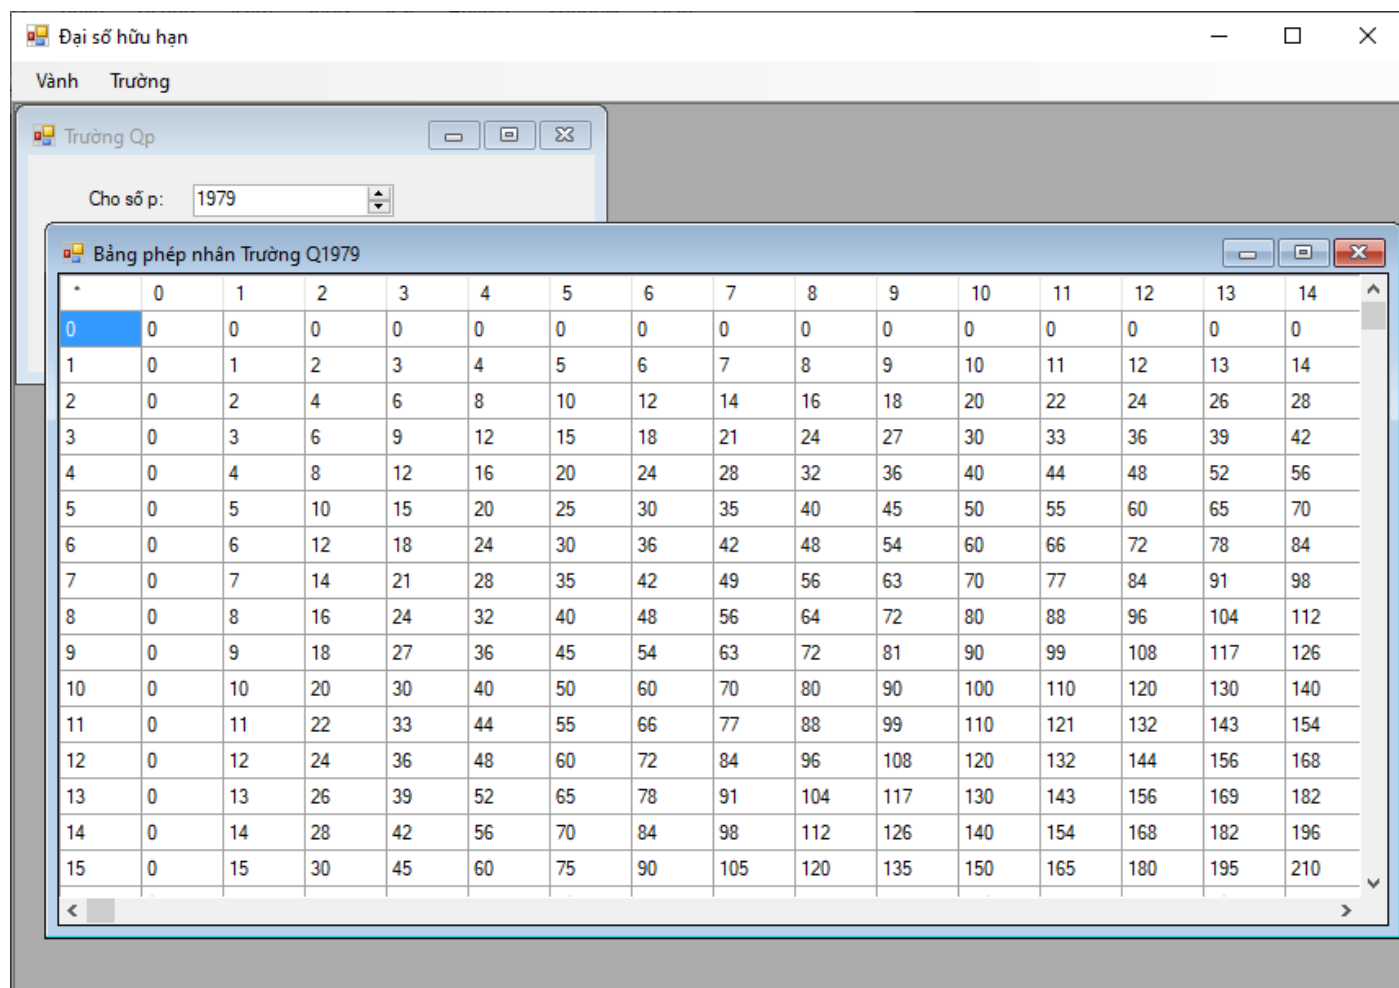 Đại số hữu hạn
Vành Trường
Trường Qp
Cho số p: 1979
Bảng phép nhân Trường Q1979
* 0 1 2 3 4 5 6 7 8 9 10 11 12 13 14
0 0 0 0 0 0 0 0 0 0 0 0 0 0 0 0
1 0 1 2 3 4 5 6 7 8 9 10 11 12 13 14
2 0 2 4 6 8 10 12 14 16 18 20 22 24 26 28
3 0 3 6 9 12 15 18 21 24 27 30 33 36 39 42
4 0 4 8 12 16 20 24 28 32 36 40 44 48 52 56
5 0 5 10 15 20 25 30 35 40 45 50 55 60 65 70
6 0 6 12 18 24 30 36 42 48 54 60 66 72 78 84
7 0 7 14 21 28 35 42 49 56 63 70 77 84 91 98
8 0 8 16 24 32 40 48 56 64 72 80 88 96 104 112
9 0 9 18 27 36 45 54 63 72 81 90 99 108 117 126
10 0 10 20 30 40 50 60 70 80 90 100 110 120 130 140
11 0 11 22 33 44 55 66 77 88 99 110 121 132 143 154
12 0 12 24 36 48 60 72 84 96 108 120 132 144 156 168
13 0 13 26 39 52 65 78 91 104 117 130 143 156 169 182
14 0 14 28 42 56 70 84 98 112 126 140 154 168 182 196
15 0 15 30 45 60 75 90 105 120 135 150 165 180 195 210